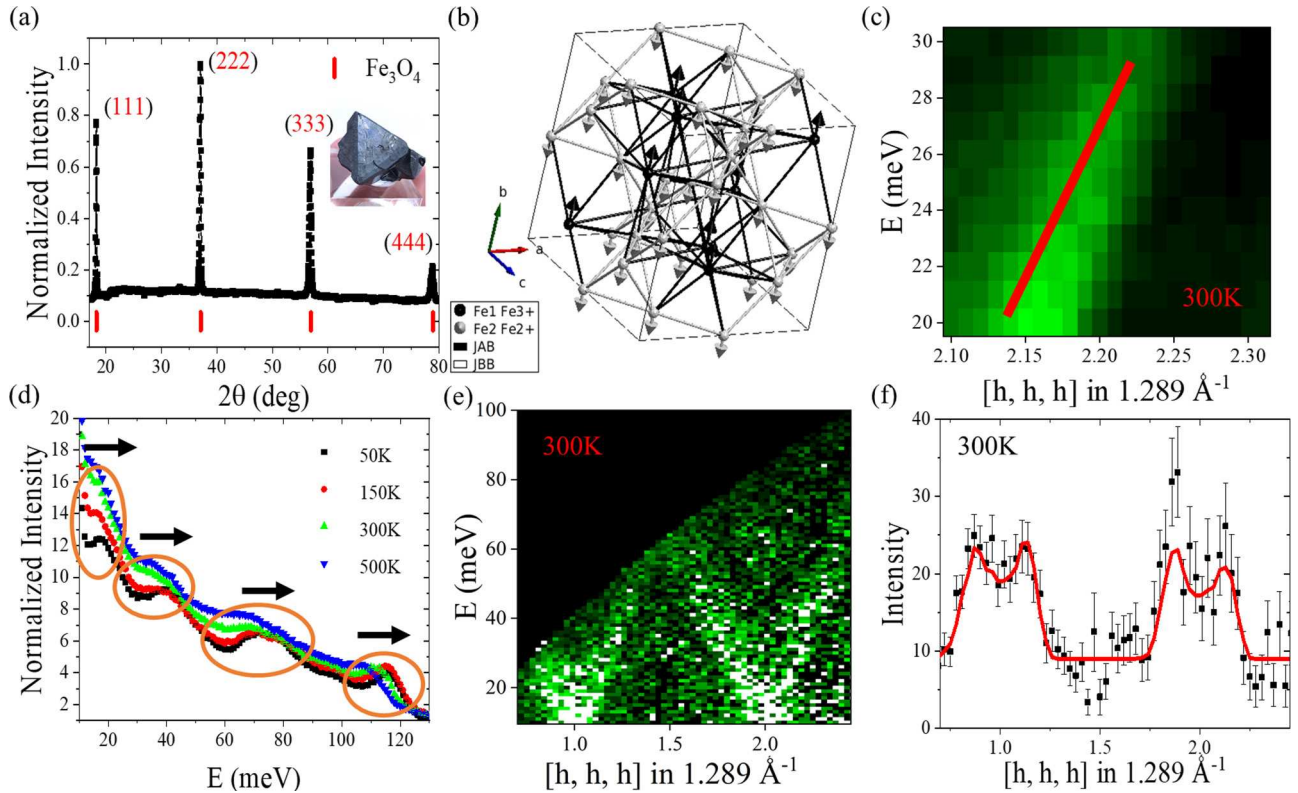 (a)
(111)
(222)
(333)
(444)
Fe₃O₄
Normalized Intensity
1.0
0.8
0.6
0.4
0.2
0.0
20 30 40 50 60 70 80
2θ (deg)
(b)
b
a
c
Fe1 Fe3+
Fe2 Fe2+
JAB
JBB
(c)
E (meV)
30
28
26
24
22
20
300K
2.10 2.15 2.20 2.25 2.30
[h, h, h] in 1.289 Å⁻¹
(d)
Normalized Intensity
20
18
16
14
12
10
8
6
4
2
50K
150K
300K
500K
20 40 60 80 100 120
E (meV)
(e)
300K
E (meV)
100
80
60
40
20
1.0 1.5 2.0
[h, h, h] in 1.289 Å⁻¹
(f)
300K
Intensity
40
30
20
10
0
1.0 1.5 2.0
[h, h, h] in 1.289 Å⁻¹